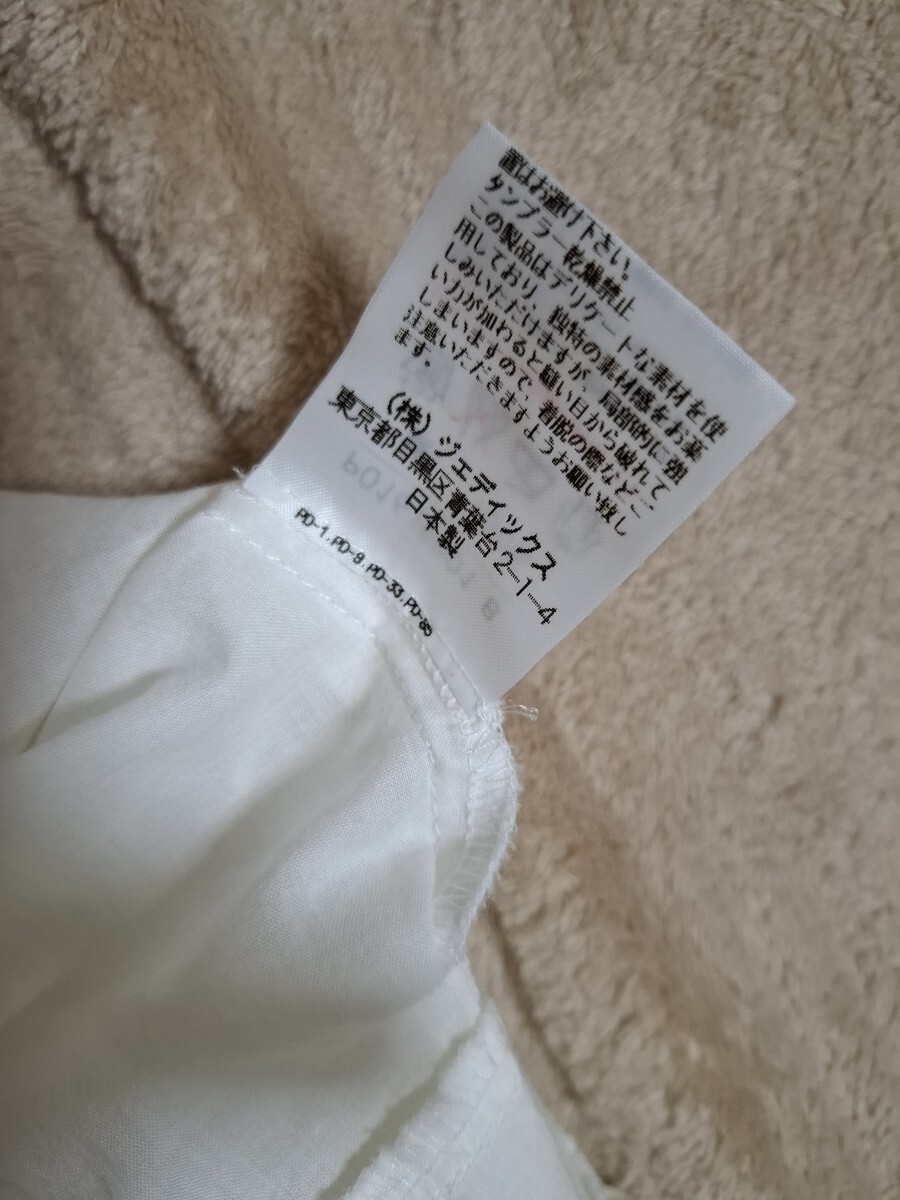 置はお避け下さい。
タンブラー乾燥禁止
この製品はデリケートな素材を使
用しており、独特の素材感をお楽
しみいただけますが、局部的に強
い力が加わると縫い目から破れて
しまいますので、着脱の際などご
注意いただきますようお願い致し
ます。
(株)ジエディックス
東京都目黒区青葉台2-1-4
日本製
PD-1.PD-9.PD-33.PD-85